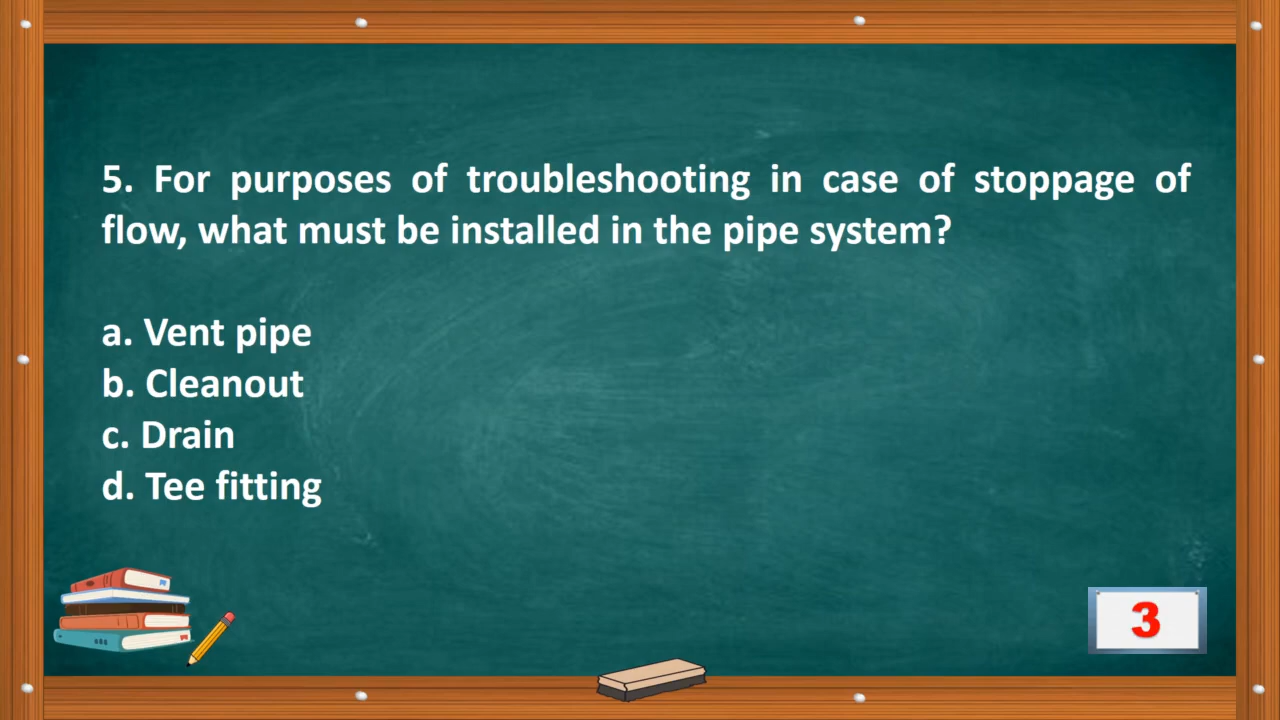 5. For purposes of troubleshooting in case of stoppage of
flow, what must be installed in the pipe system?
a. Vent pipe
b. Cleanout
c. Drain
d. Tee fitting
3